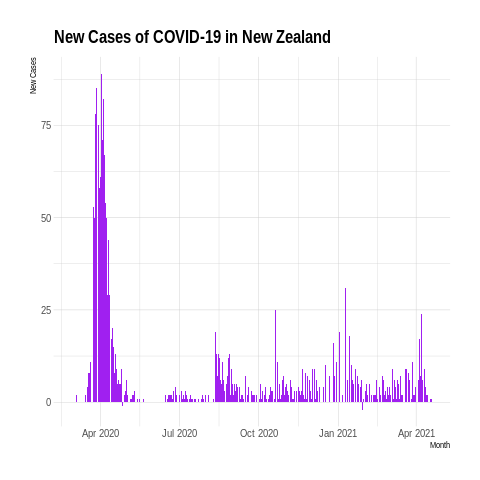 New Cases of COVID-19 in New Zealand
New Cases
75
50
25
0
Apr 2020 Jul 2020 Oct 2020 Jan 2021 Apr 2021
Month